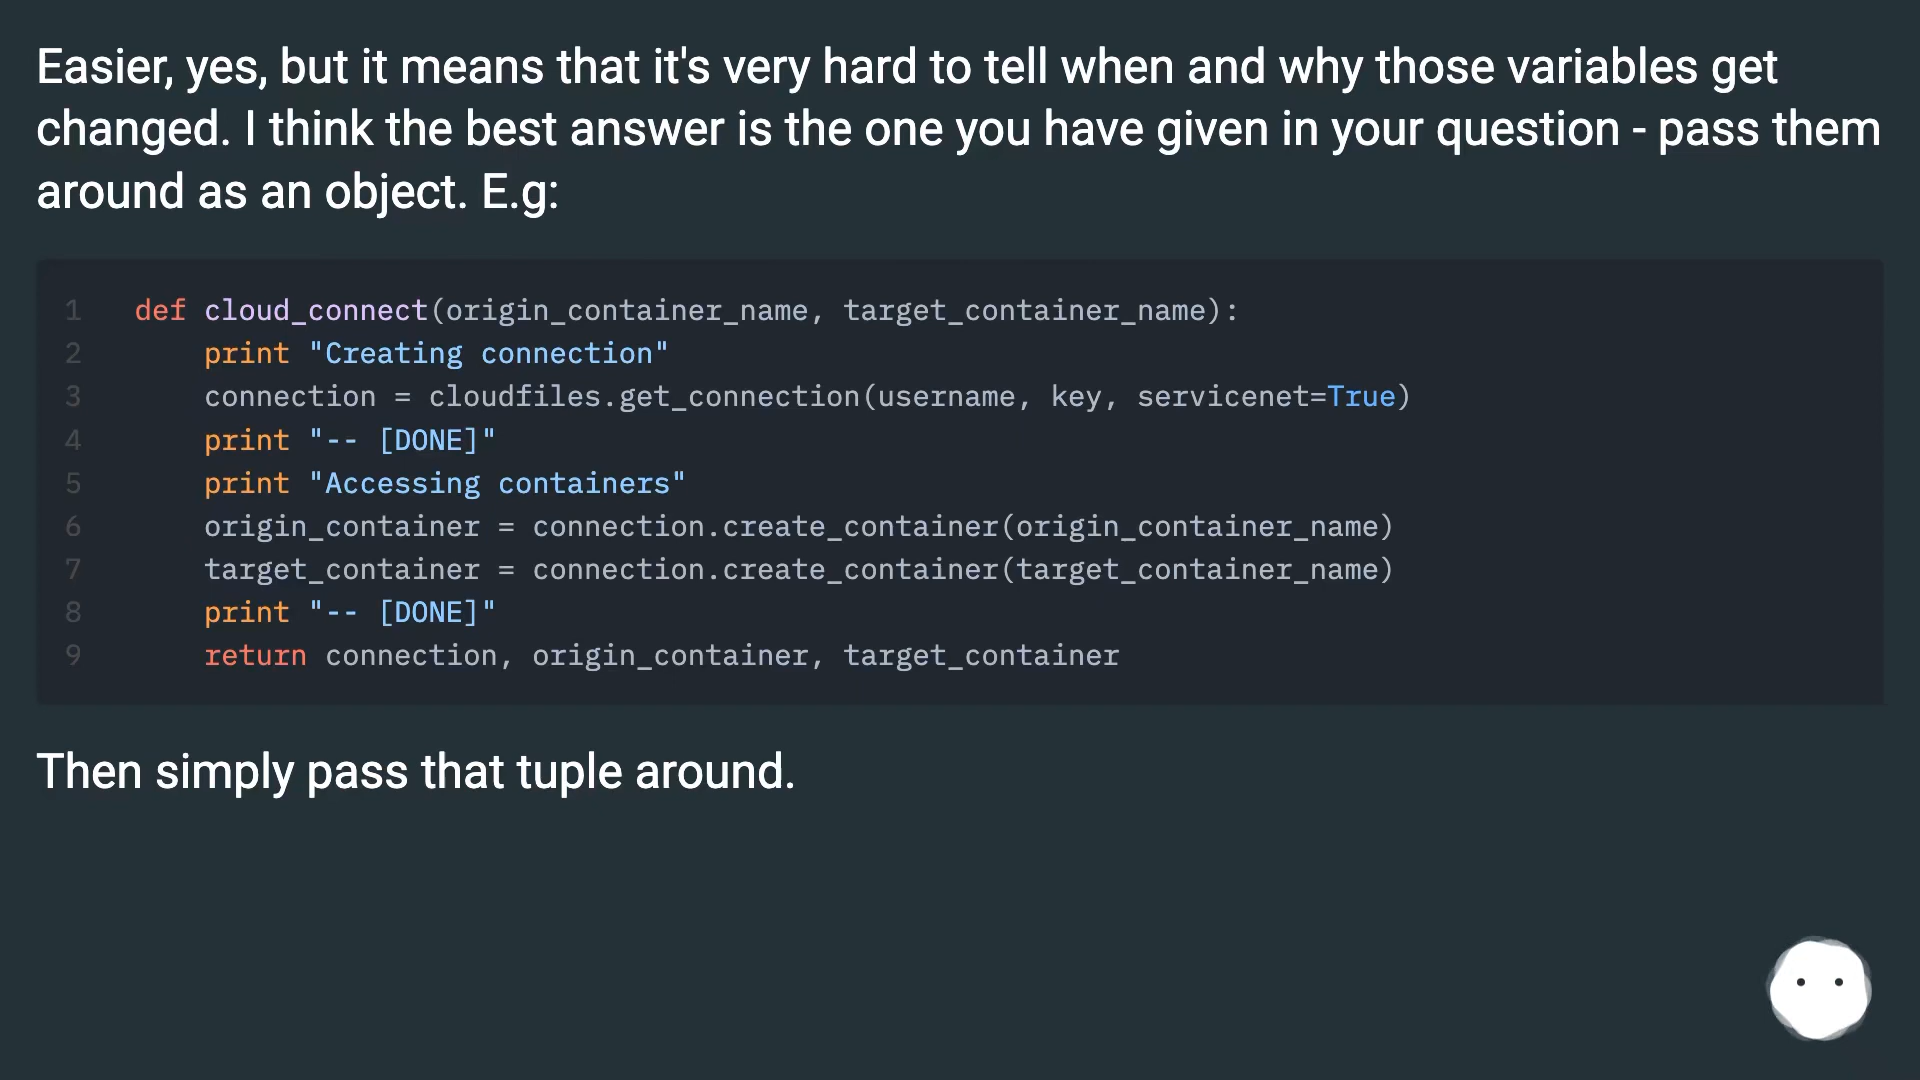 Easier, yes, but it means that it's very hard to tell when and why those variables get
changed. I think the best answer is the one you have given in your question - pass them
around as an object. E.g:
1 def cloud_connect(origin_container_name, target_container_name):
2 print "Creating connection"
3 connection = cloudfiles.get_connection(username, key, servicenet=True)
4 print "-- [DONE]"
5 print "Accessing containers"
6 origin_container = connection.create_container(origin_container_name)
7 target_container = connection.create_container(target_container_name)
8 print "-- [DONE]"
9 return connection, origin_container, target_container
Then simply pass that tuple around.